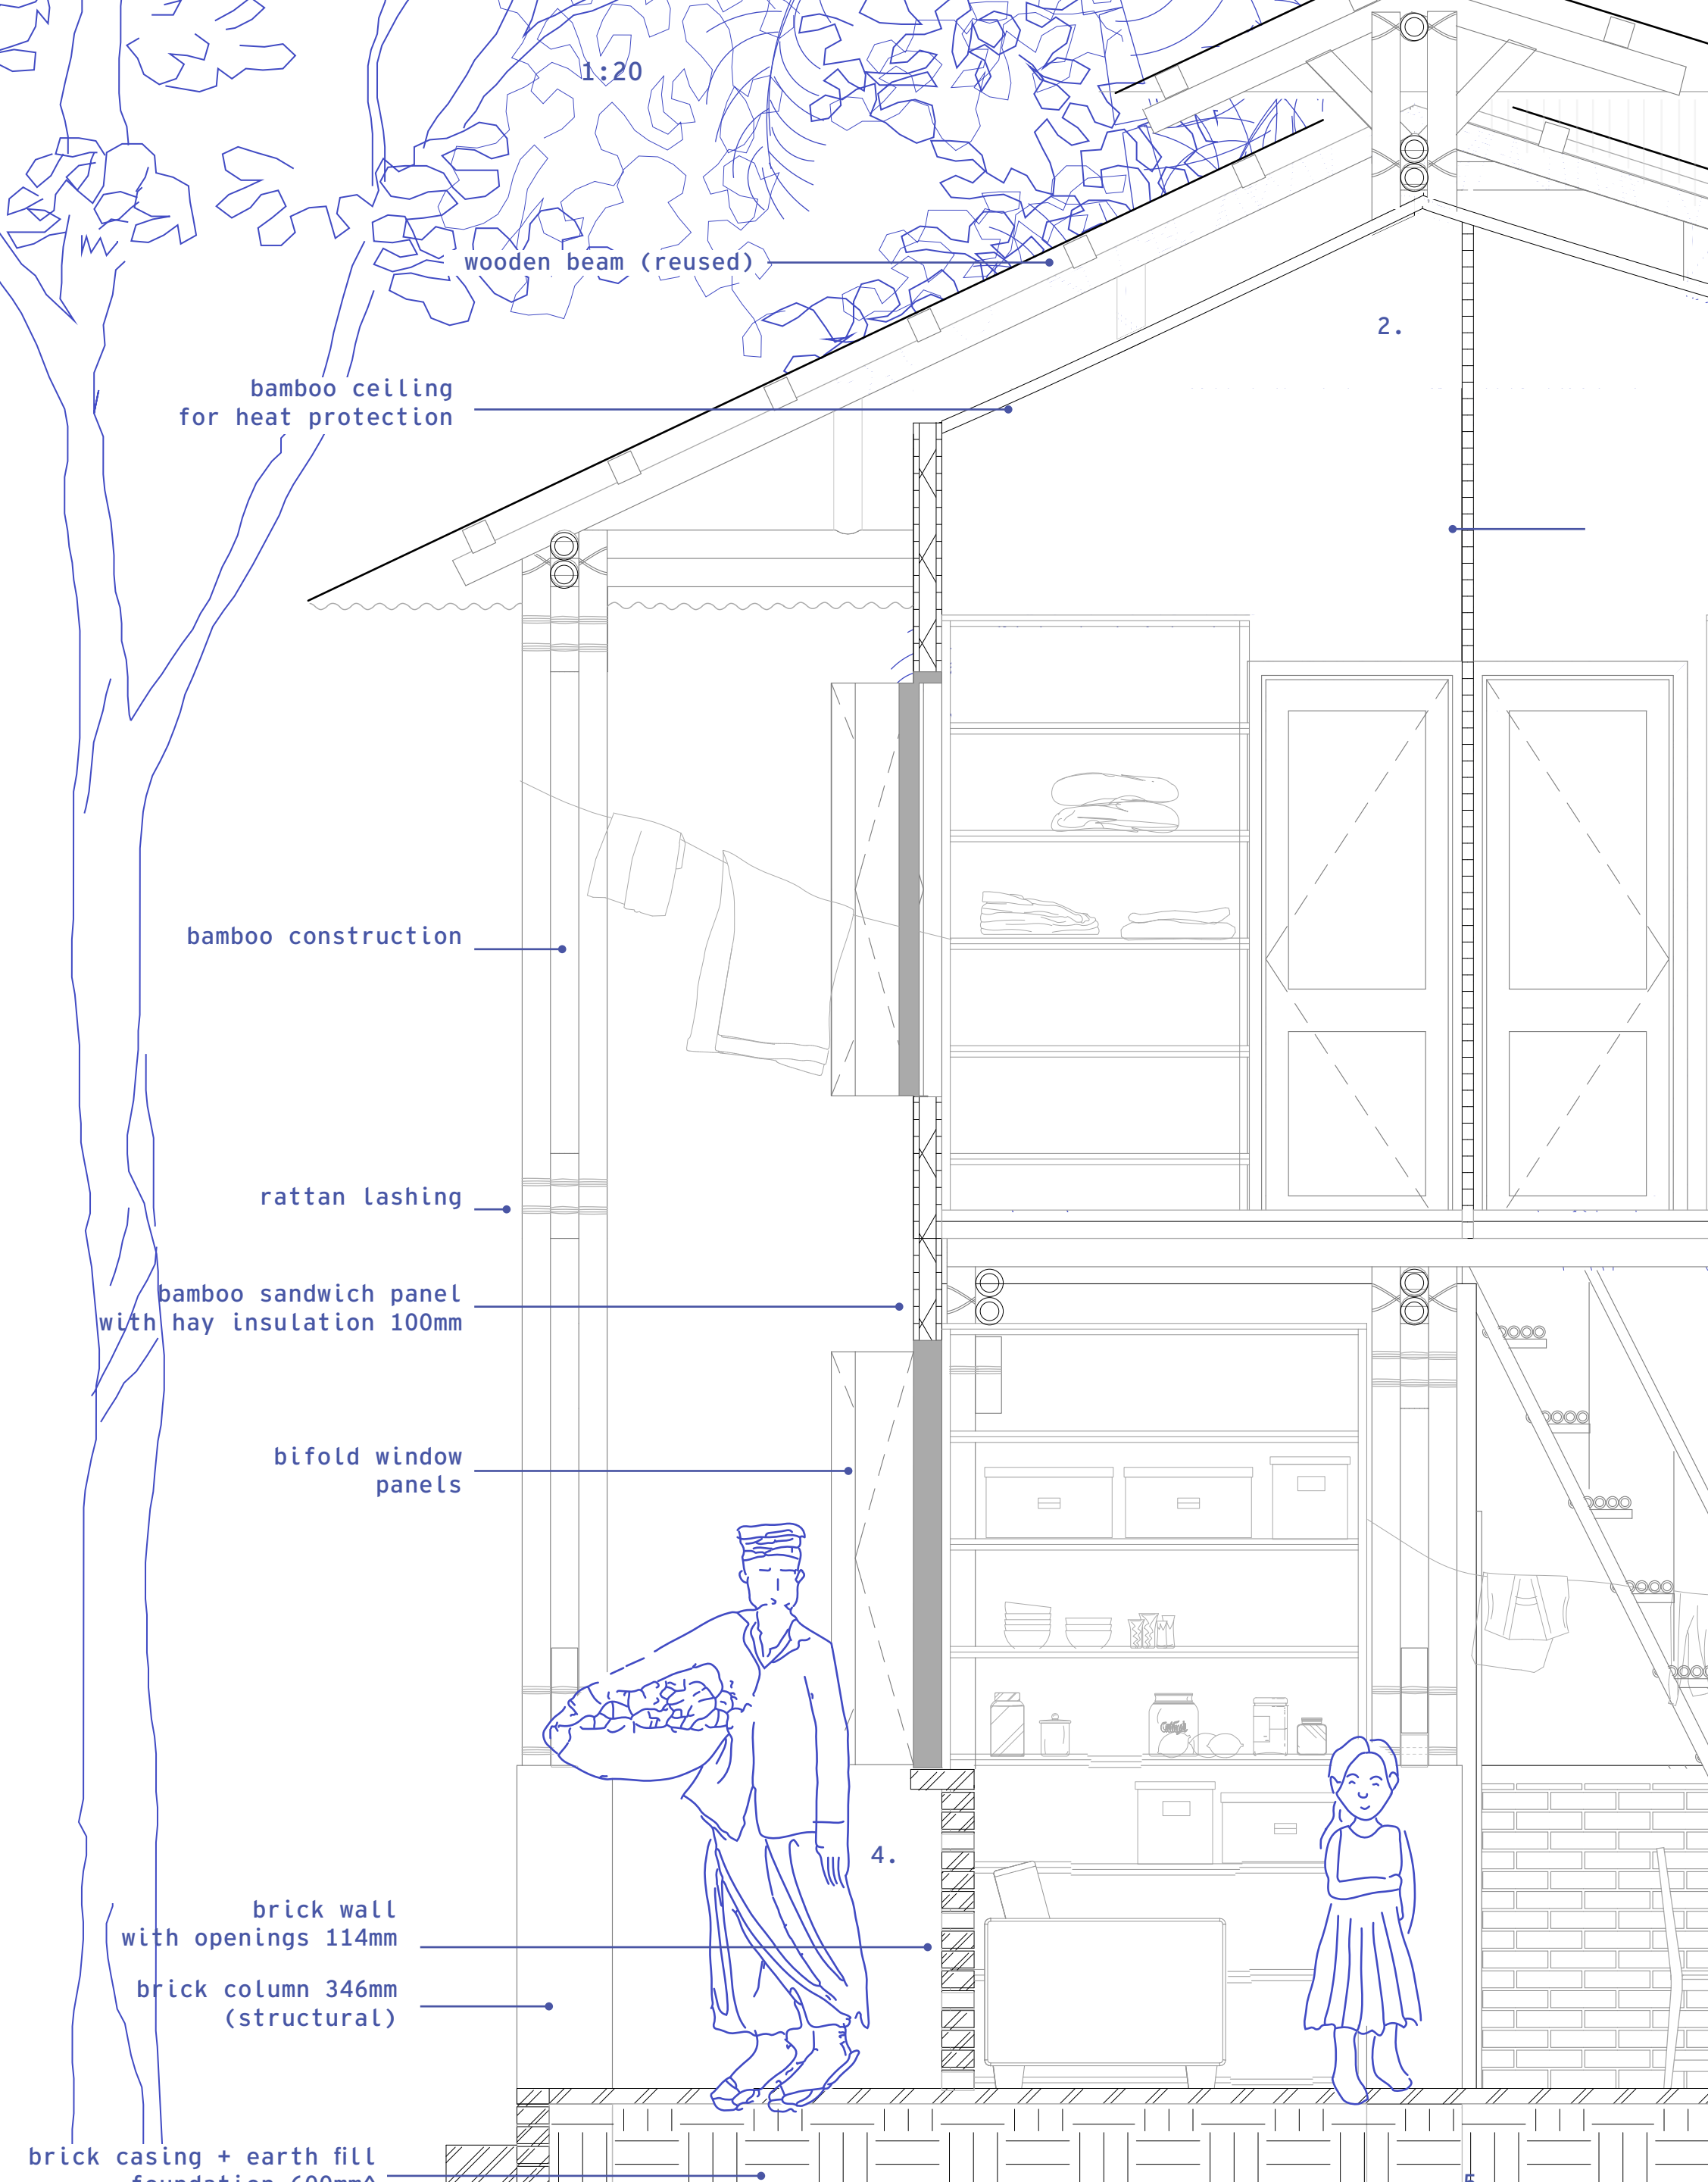 1:20
wooden beam (reused)
2.
bamboo ceiling
for heat protection
bamboo construction
rattan lashing
bamboo sandwich panel
with hay insulation 100mm
bifold window
panels
4.
brick wall
with openings 114mm
brick column 346mm
(structural)
brick casing + earth fill
foundation 600mm^